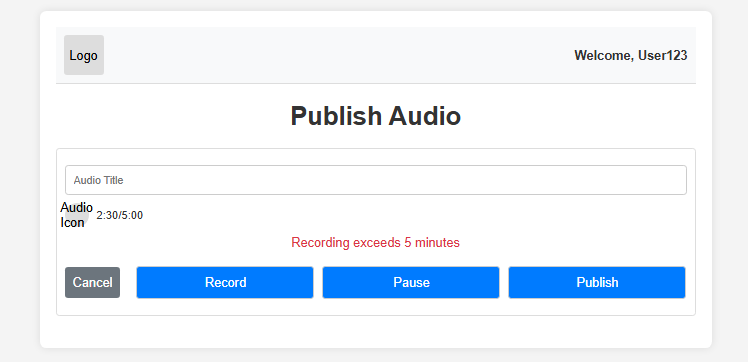 Logo
Welcome, User123
Publish Audio
Audio Title
Audio
Icon
2:30/5:00
Recording exceeds 5 minutes
Cancel
Record
Pause
Publish